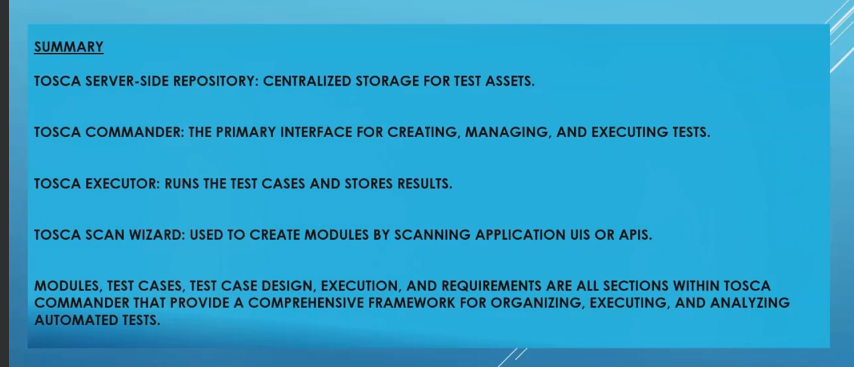 SUMMARY
TOSCA SERVER-SIDE REPOSITORY: CENTRALIZED STORAGE FOR TEST ASSETS.
TOSCA COMMANDER: THE PRIMARY INTERFACE FOR CREATING, MANAGING, AND EXECUTING TESTS.
TOSCA EXECUTOR: RUNS THE TEST CASES AND STORES RESULTS.
TOSCA SCAN WIZARD: USED TO CREATE MODULES BY SCANNING APPLICATION UIS OR APIS.
MODULES, TEST CASES, TEST CASE DESIGN, EXECUTION, AND REQUIREMENTS ARE ALL SECTIONS WITHIN TOSCA
COMMANDER THAT PROVIDE A COMPREHENSIVE FRAMEWORK FOR ORGANIZING, EXECUTING, AND ANALYZING
AUTOMATED TESTS.